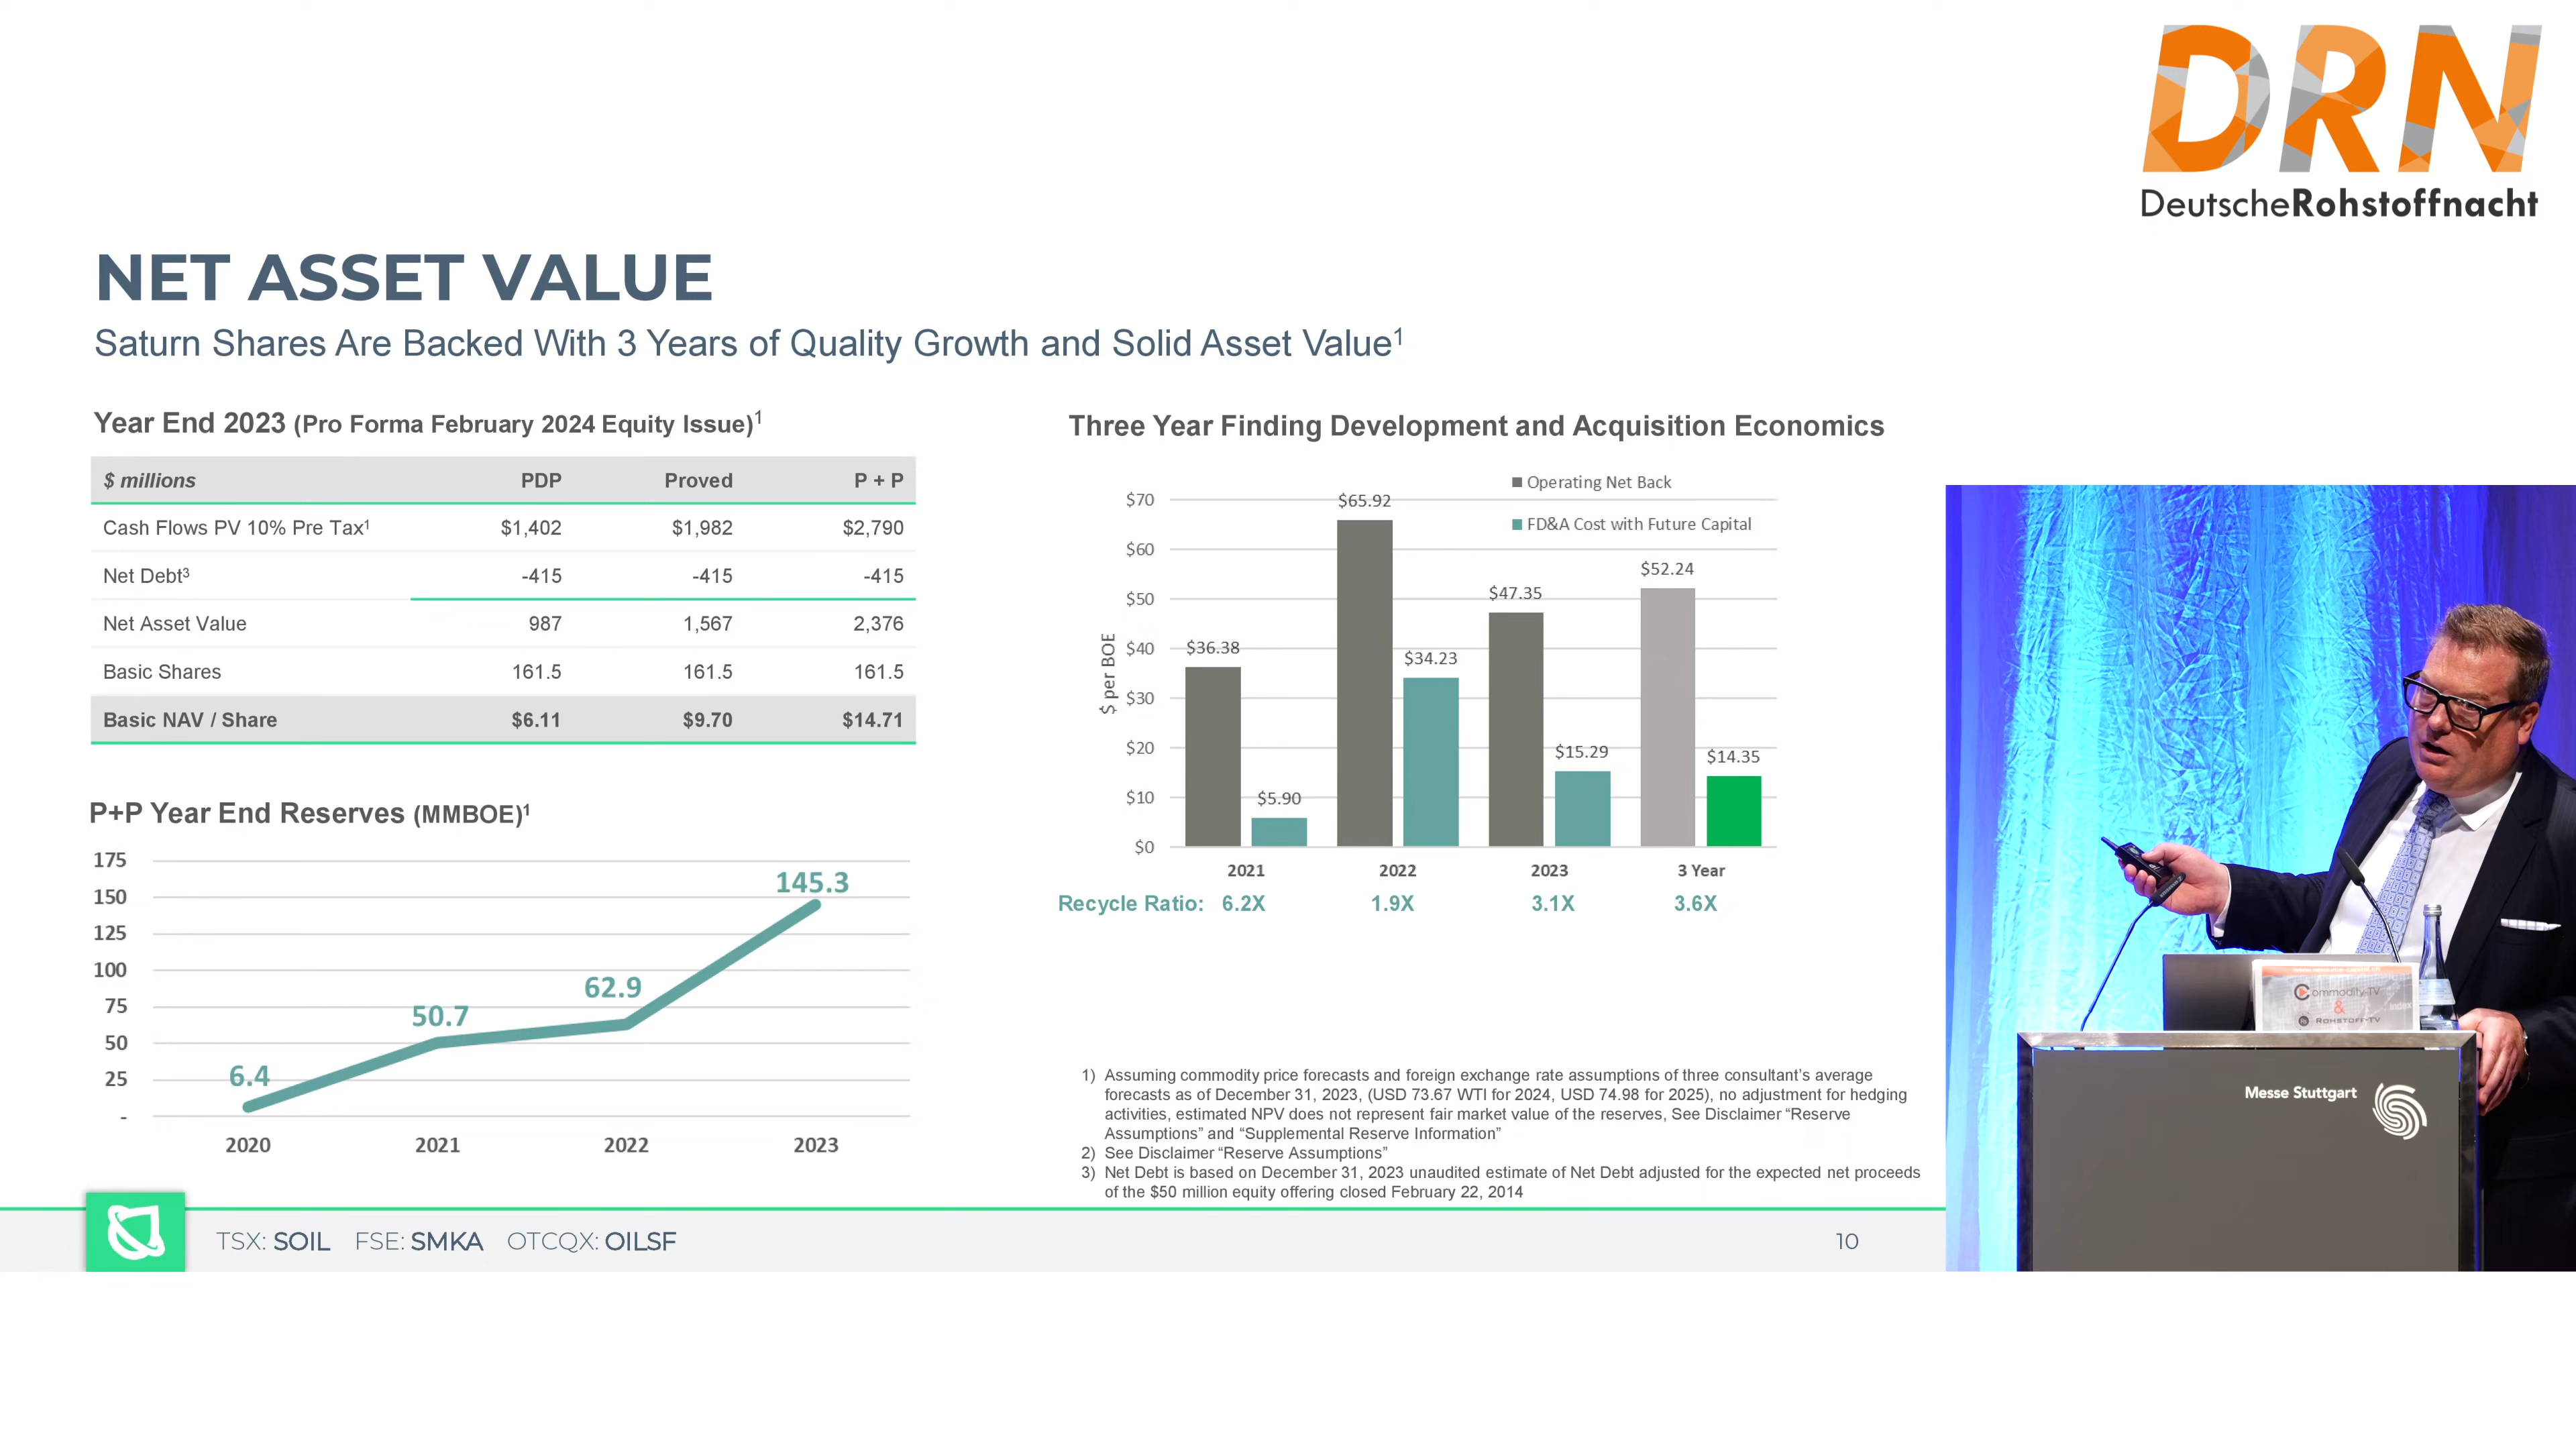 DRN
DeutscheRohstoffnacht
NET ASSET VALUE
Saturn Shares Are Backed With 3 Years of Quality Growth and Solid Asset Value1
Year End 2023 (Pro Forma February 2024 Equity Issue)1
$ millions PDP Proved P + P
Cash Flows PV 10% Pre Tax1 $1,402 $1,982 $2,790
Net Debt3 -415 -415 -415
Net Asset Value 987 1,567 2,376
Basic Shares 161.5 161.5 161.5
Basic NAV / Share $6.11 $9.70 $14.71
P+P Year End Reserves (MMBOE)1
175
150
125
100
75
50
25
-
6.4
50.7
62.9
145.3
2020 2021 2022 2023
Three Year Finding Development and Acquisition Economics
Operating Net Back
FD&A Cost with Future Capital
$ per BOE
$70
$60
$50
$40
$30
$20
$10
$0
$36.38
$5.90
$65.92
$34.23
$47.35
$15.29
$52.24
$14.35
2021 2022 2023 3 Year
Recycle Ratio: 6.2X 1.9X 3.1X 3.6X
1) Assuming commodity price forecasts and foreign exchange rate assumptions of three consultant's average
forecasts as of December 31, 2023, (USD 73.67 WTI for 2024, USD 74.98 for 2025), no adjustment for hedging
activities, estimated NPV does not represent fair market value of the reserves, See Disclaimer “Reserve
Assumptions” and “Supplemental Reserve Information”
2) See Disclaimer “Reserve Assumptions”
3) Net Debt is based on December 31, 2023 unaudited estimate of Net Debt adjusted for the expected net proceeds
of the $50 million equity offering closed February 22, 2014
TSX: SOIL FSE: SMKA OTCQX: OILSF
10
Commodity-TV
&
ROHSTOFF-TV
Messe Stuttgart